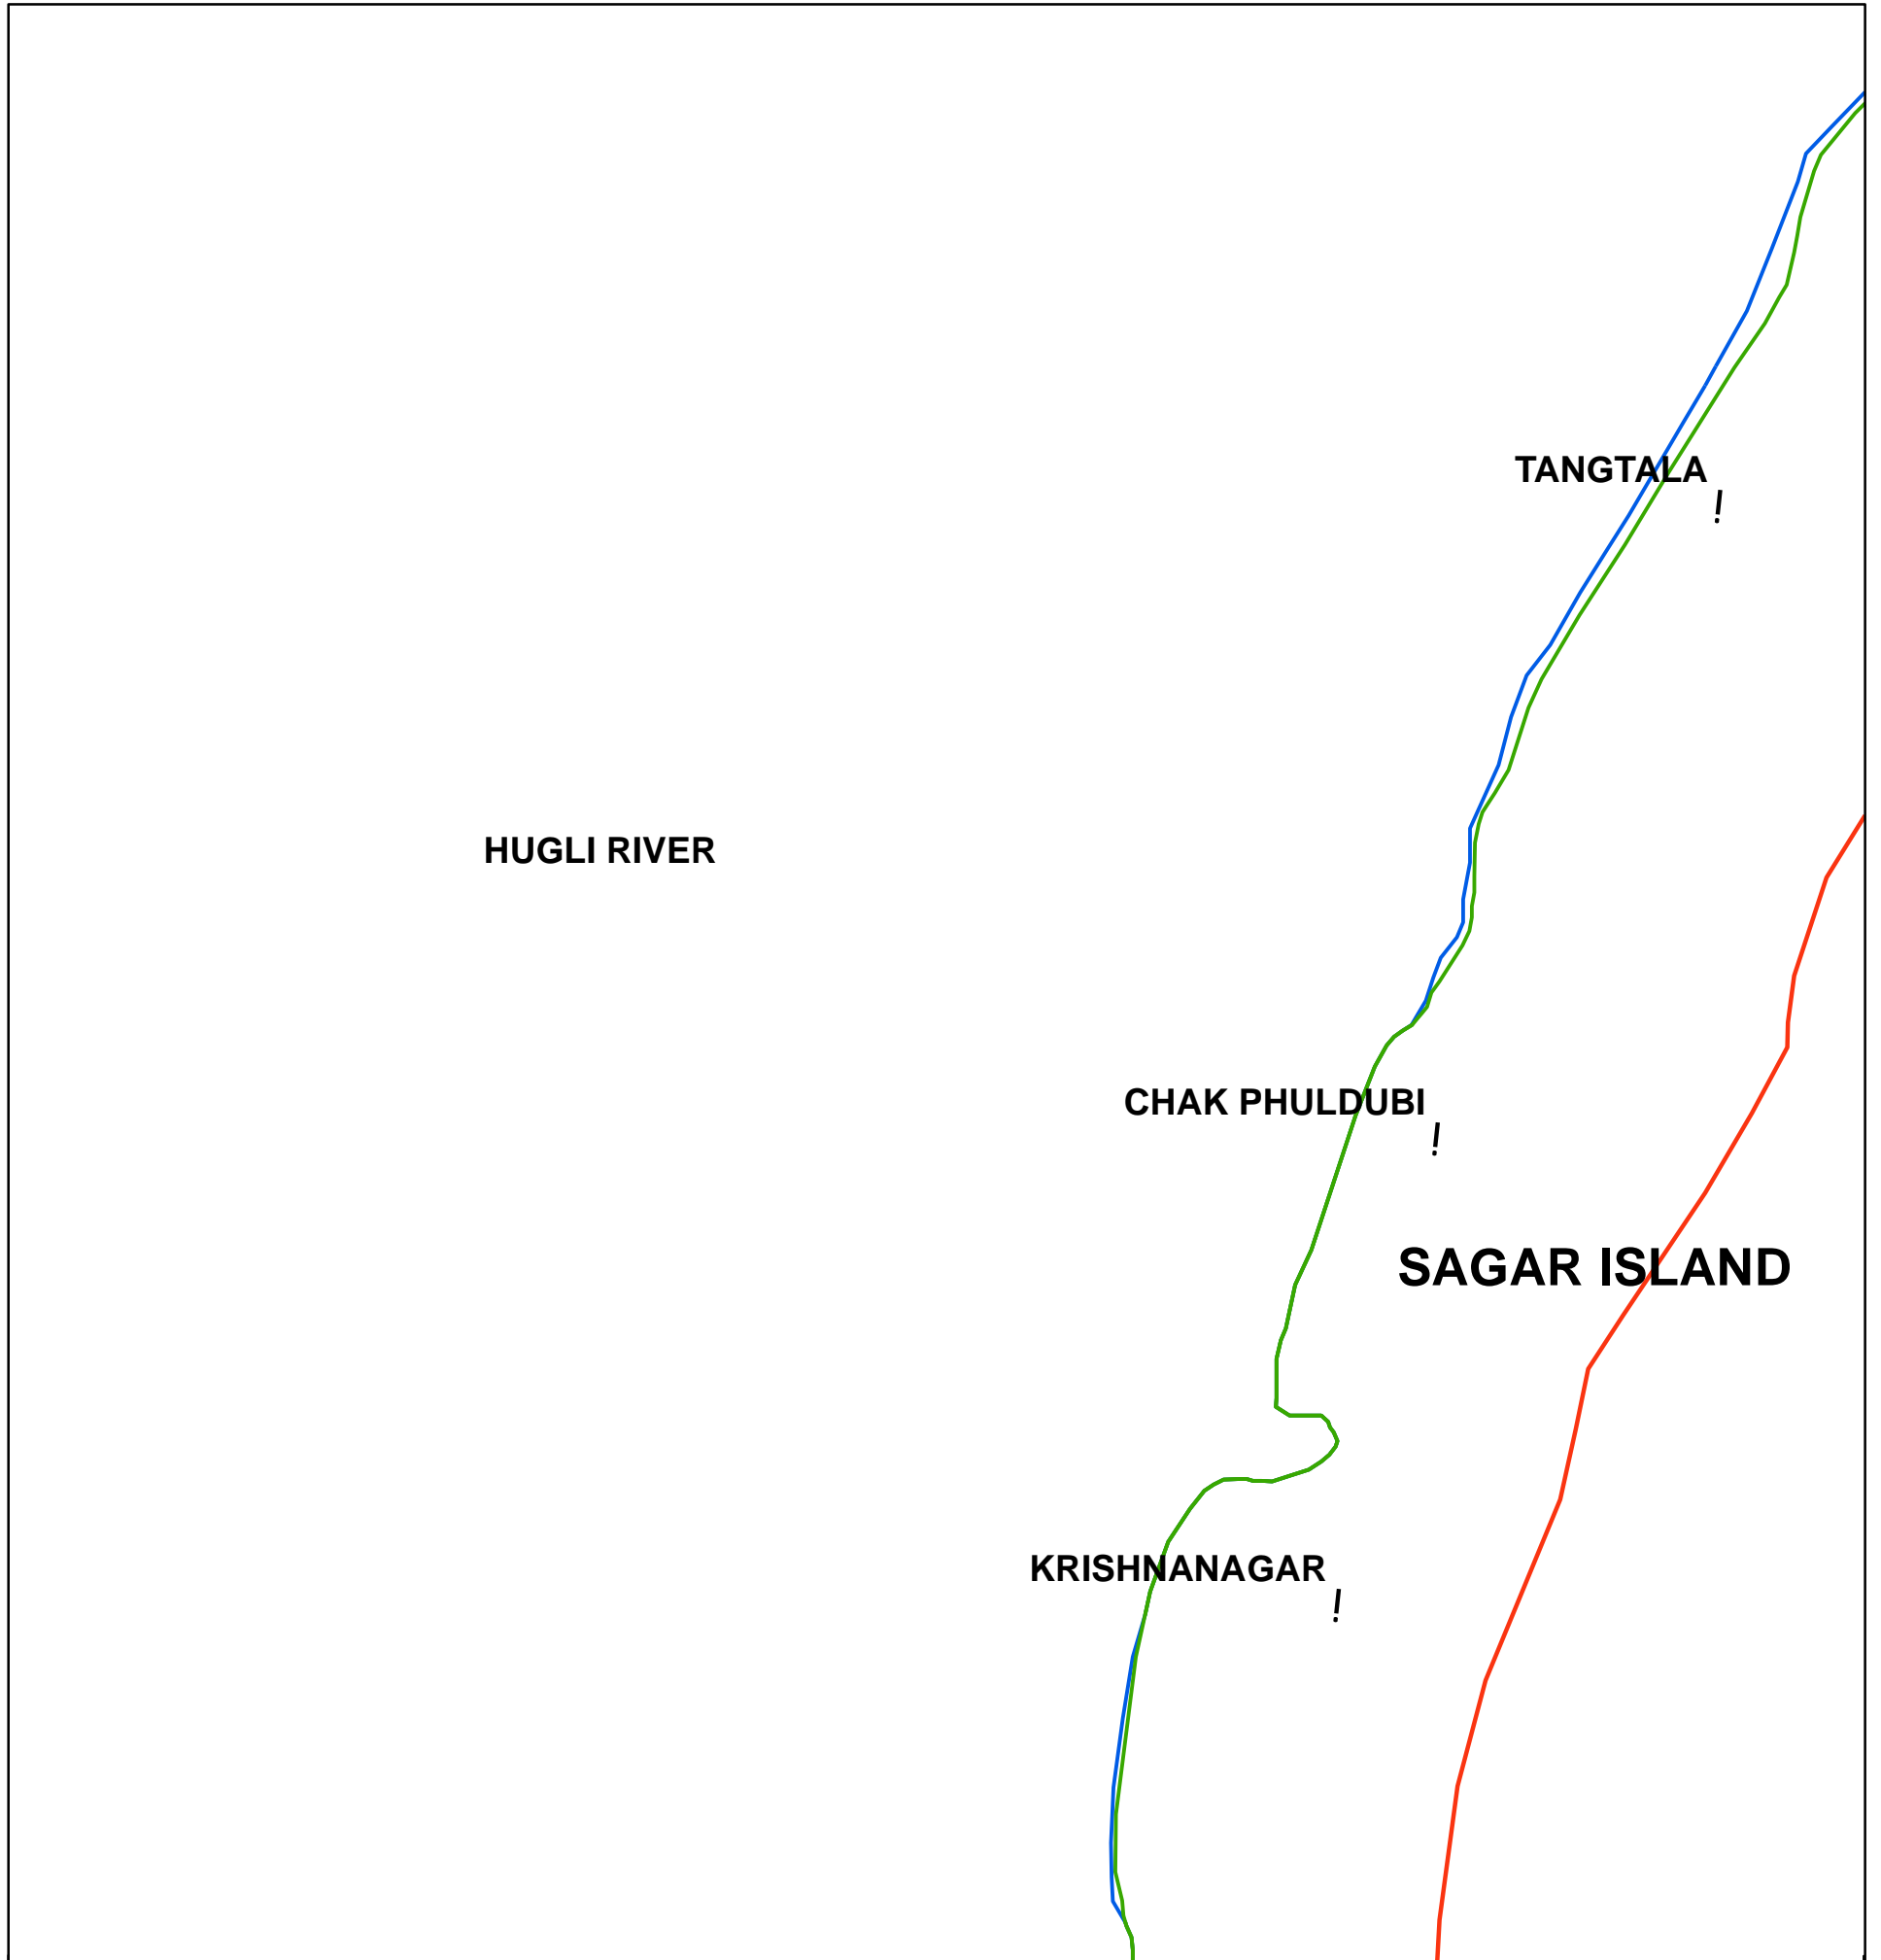 TANGTALA
!
HUGLI RIVER
CHAK PHULDUBI
!
SAGAR ISLAND
KRISHNANAGAR
!